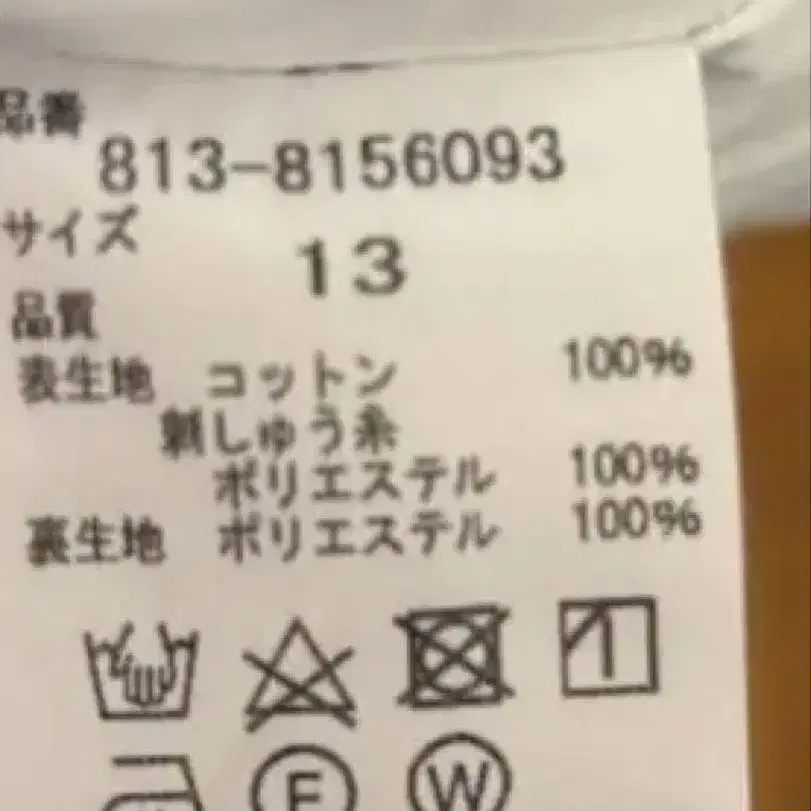 品番
813-8156093
サイズ
13
品質
表生地 コットン 100%
刺しゅう糸
ポリエステル 100%
裏生地 ポリエステル 100%
F W